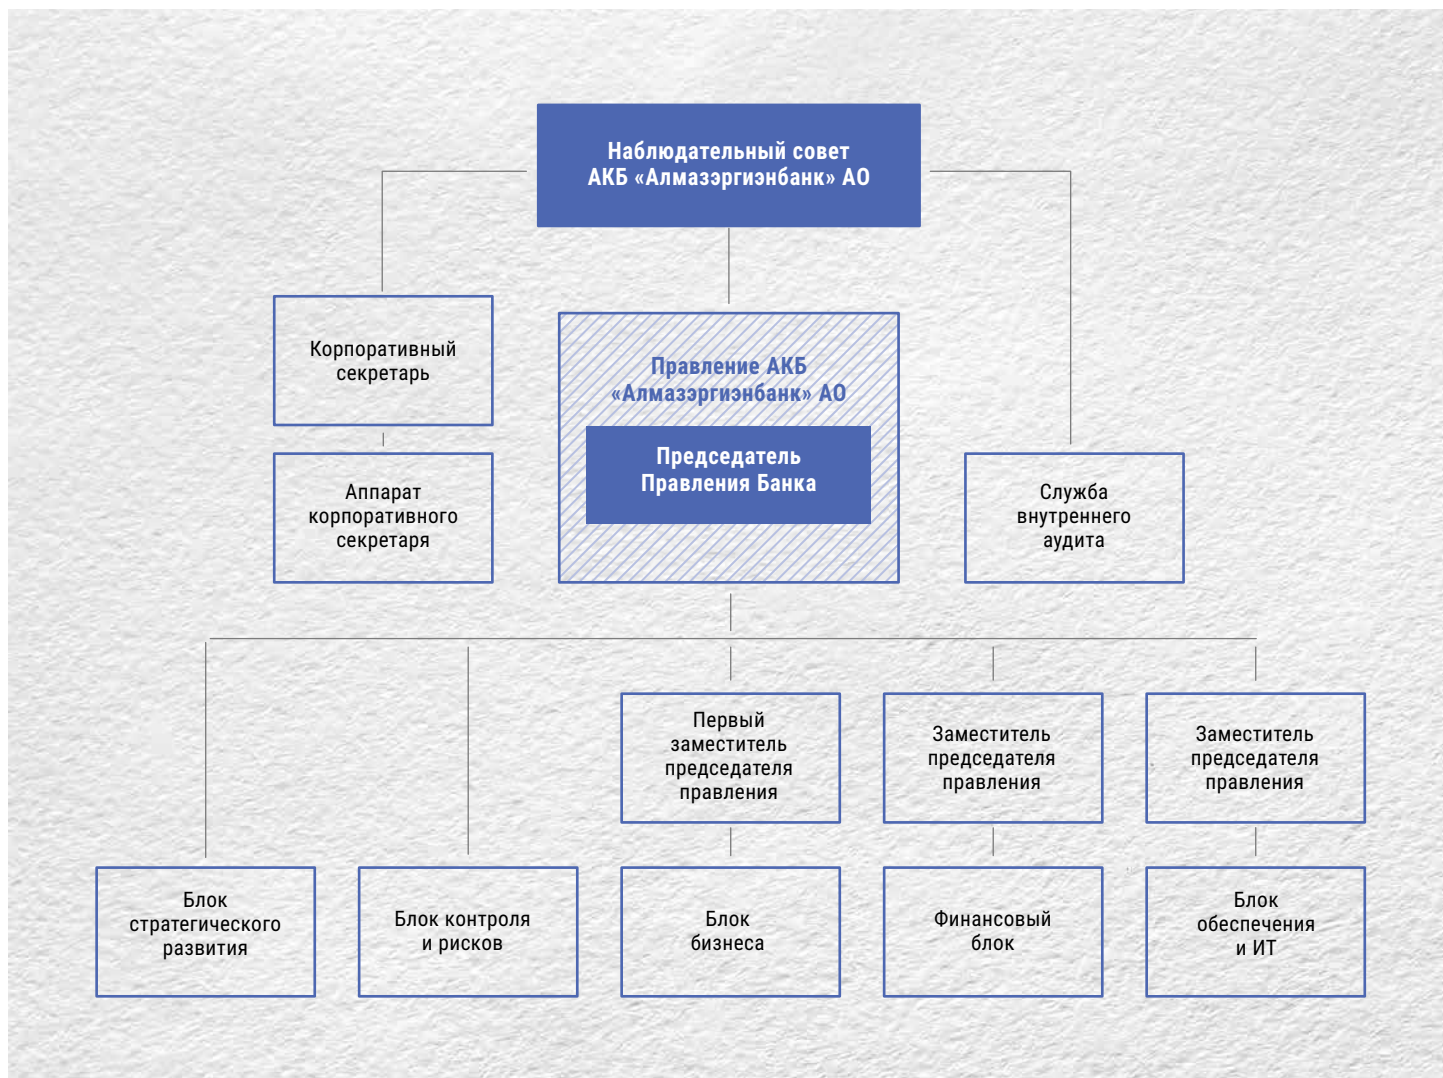 Наблюдательный совет
АКБ «Алмазэргиэнбанк» АО
Корпоративный
секретарь
Правление АКБ
«Алмазэргиэнбанк» АО
Председатель
Правления Банка
Аппарат
корпоративного
секретаря
Служба
внутреннего
аудита
Первый
заместитель
председателя
правления
Заместитель
председателя
правления
Заместитель
председателя
правления
Блок
стратегического
развития
Блок контроля
и рисков
Блок
бизнеса
Финансовый
блок
Блок
обеспечения
и ИТ